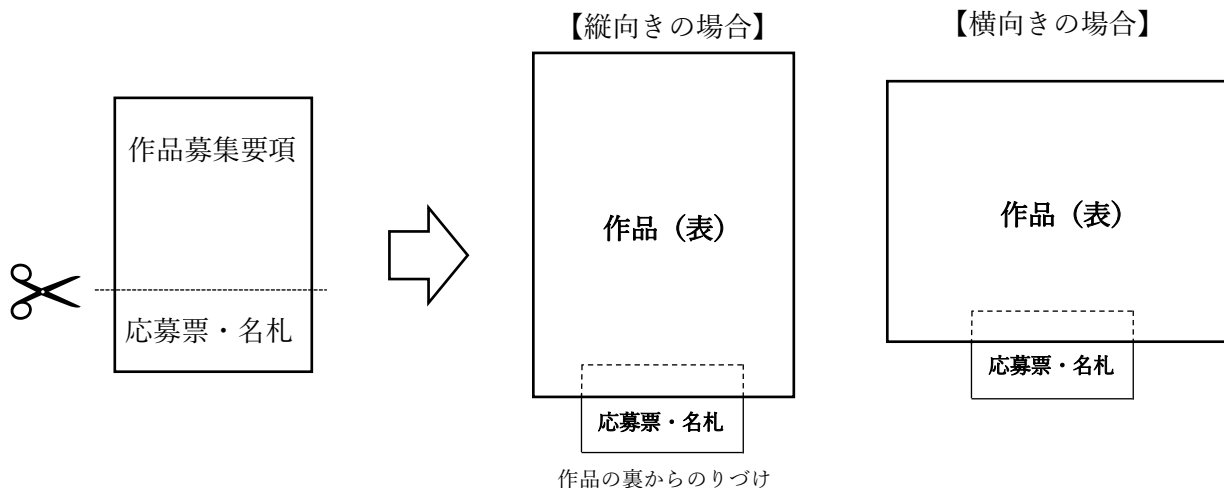 作品募集要項
応募票・名札
【縦向きの場合】
作品（表）
応募票・名札
作品の裏からのりづけ
【横向きの場合】
作品（表）
応募票・名札